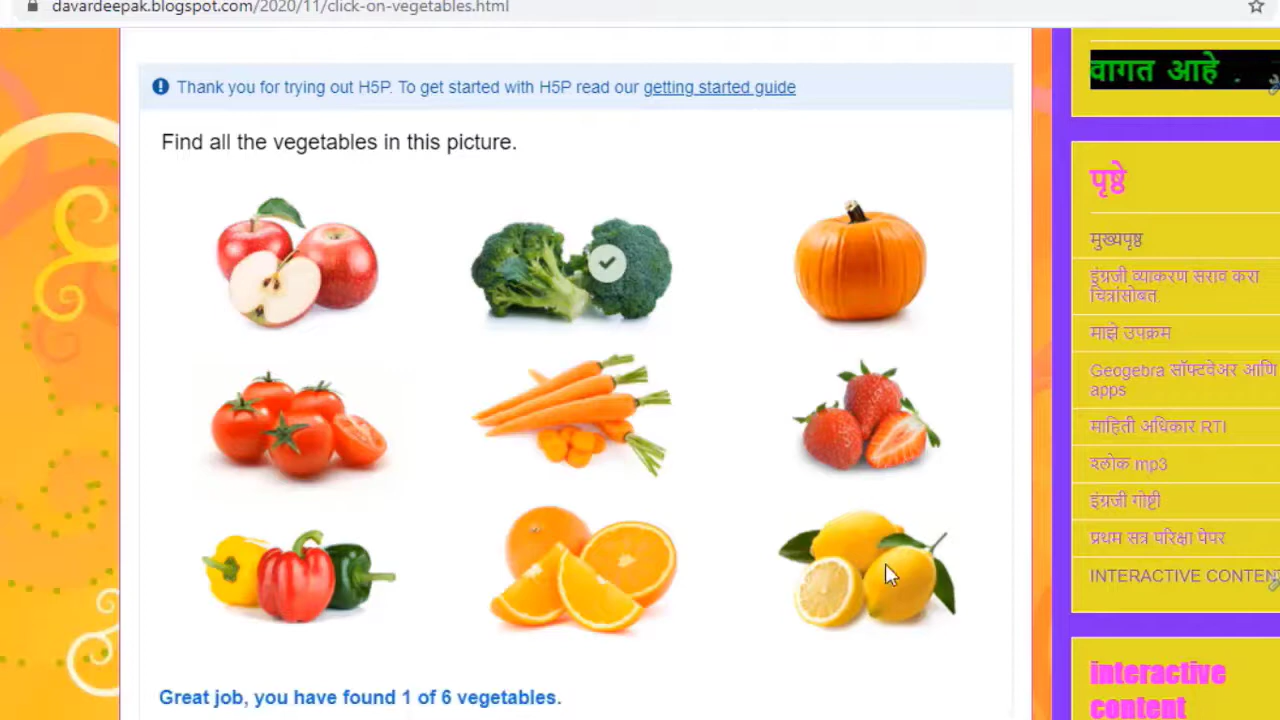 davardeepak.blogspot.com/2020/11/click-on-vegetables.html
Thank you for trying out H5P. To get started with H5P read our getting started guide
Find all the vegetables in this picture.
Great job, you have found 1 of 6 vegetables.
वागत आहे .
पृष्ठे
मुख्यपृष्ठ
इंग्रजी व्याकरण सराव करा
चित्रांसोबत
माझे उपक्रम
Geogebra सॉफ्टवेअर आणि
apps
माहिती अधिकार RTI
श्लोक mp3
इंग्रजी गोष्टी
प्रथम सत्र परिक्षा पेपर
INTERACTIVE CONTENT
interactive
content